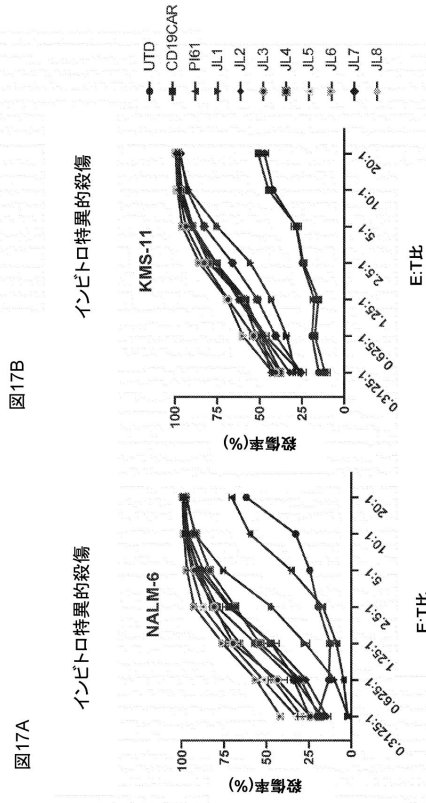 図17A
インビトロ特異的殺傷
NALM-6
殺傷率(%)
100
75
50
25
0
0.3125:1
0.625:1
1.25:1
2.5:1
5:1
10:1
20:1
E:T比
図17B
インビトロ特異的殺傷
KMS-11
100
75
50
25
0
殺傷率(%)
0.3125:1
0.625:1
1.25:1
2.5:1
5:1
10:1
20:1
E:T比
UTD
CD19CAR
PI61
JL1
JL2
JL3
JL4
JL5
JL6
JL7
JL8